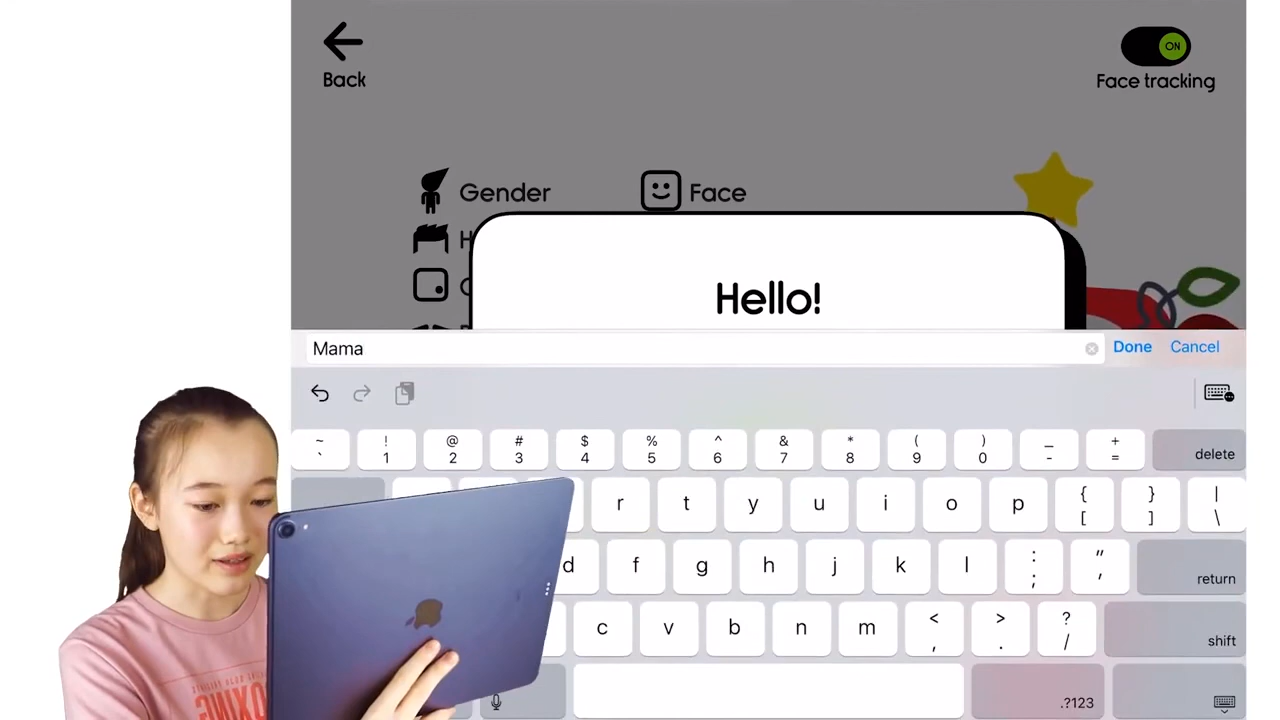 Back
ON
Face tracking
Gender
Face
H
Hello!
Mama
Done
Cancel
~ ! @ # $ % ^ & * ( ) _ +
` 1 2 3 4 5 6 7 8 9 0 - = delete
r t y u i o p { } |
[ ] \
d f g h j k l : "
; ' return
c v b n m < > ?
, . / shift
.?123
OXING